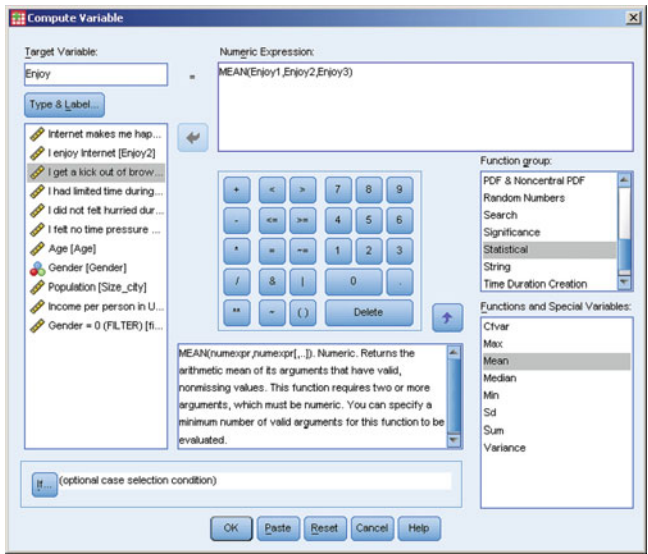 Compute Variable
Target Variable:
Enjoy
Type & Label...
=
Numeric Expression:
MEAN(Enjoy1,Enjoy2,Enjoy3)
Internet makes me hap...
I enjoy Internet [Enjoy2]
I get a kick out of brow...
I had limited time during...
I did not felt hurried dur...
I felt no time pressure ...
Age [Age]
Gender [Gender]
Population [Size_city]
Income per person in U...
Gender = 0 (FILTER) [fi...
+ < > 7 8 9
- <= >= 4 5 6
* = ~= 1 2 3
/ & | 0 .
** ~ ( ) Delete
Function group:
PDF & Noncentral PDF
Random Numbers
Search
Significance
Statistical
String
Time Duration Creation
Functions and Special Variables:
Cfvar
Max
Mean
Median
Min
Sd
Sum
Variance
MEAN(numexpr,numexpr[,..]). Numeric. Returns the
arithmetic mean of its arguments that have valid,
nonmissing values. This function requires two or more
arguments, which must be numeric. You can specify a
minimum number of valid arguments for this function to be
evaluated.
If... (optional case selection condition)
OK Paste Reset Cancel Help